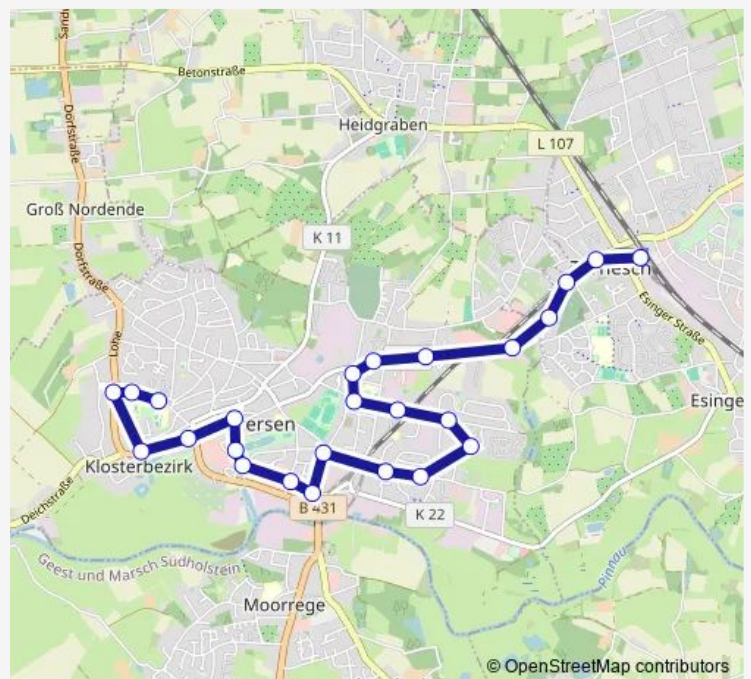 Betonstraße
Dorfstraße
Heidgraben
L 107
Groß Nordende
K 11
Dorfstraße
Esinger Straße
Lohe
Esinge
ersen
Klosterbezirk
Deichstraße
B 431
K 22
Geest und Marsch Südholstein
Pinnau
Moorrege
© OpenStreetMap contributors